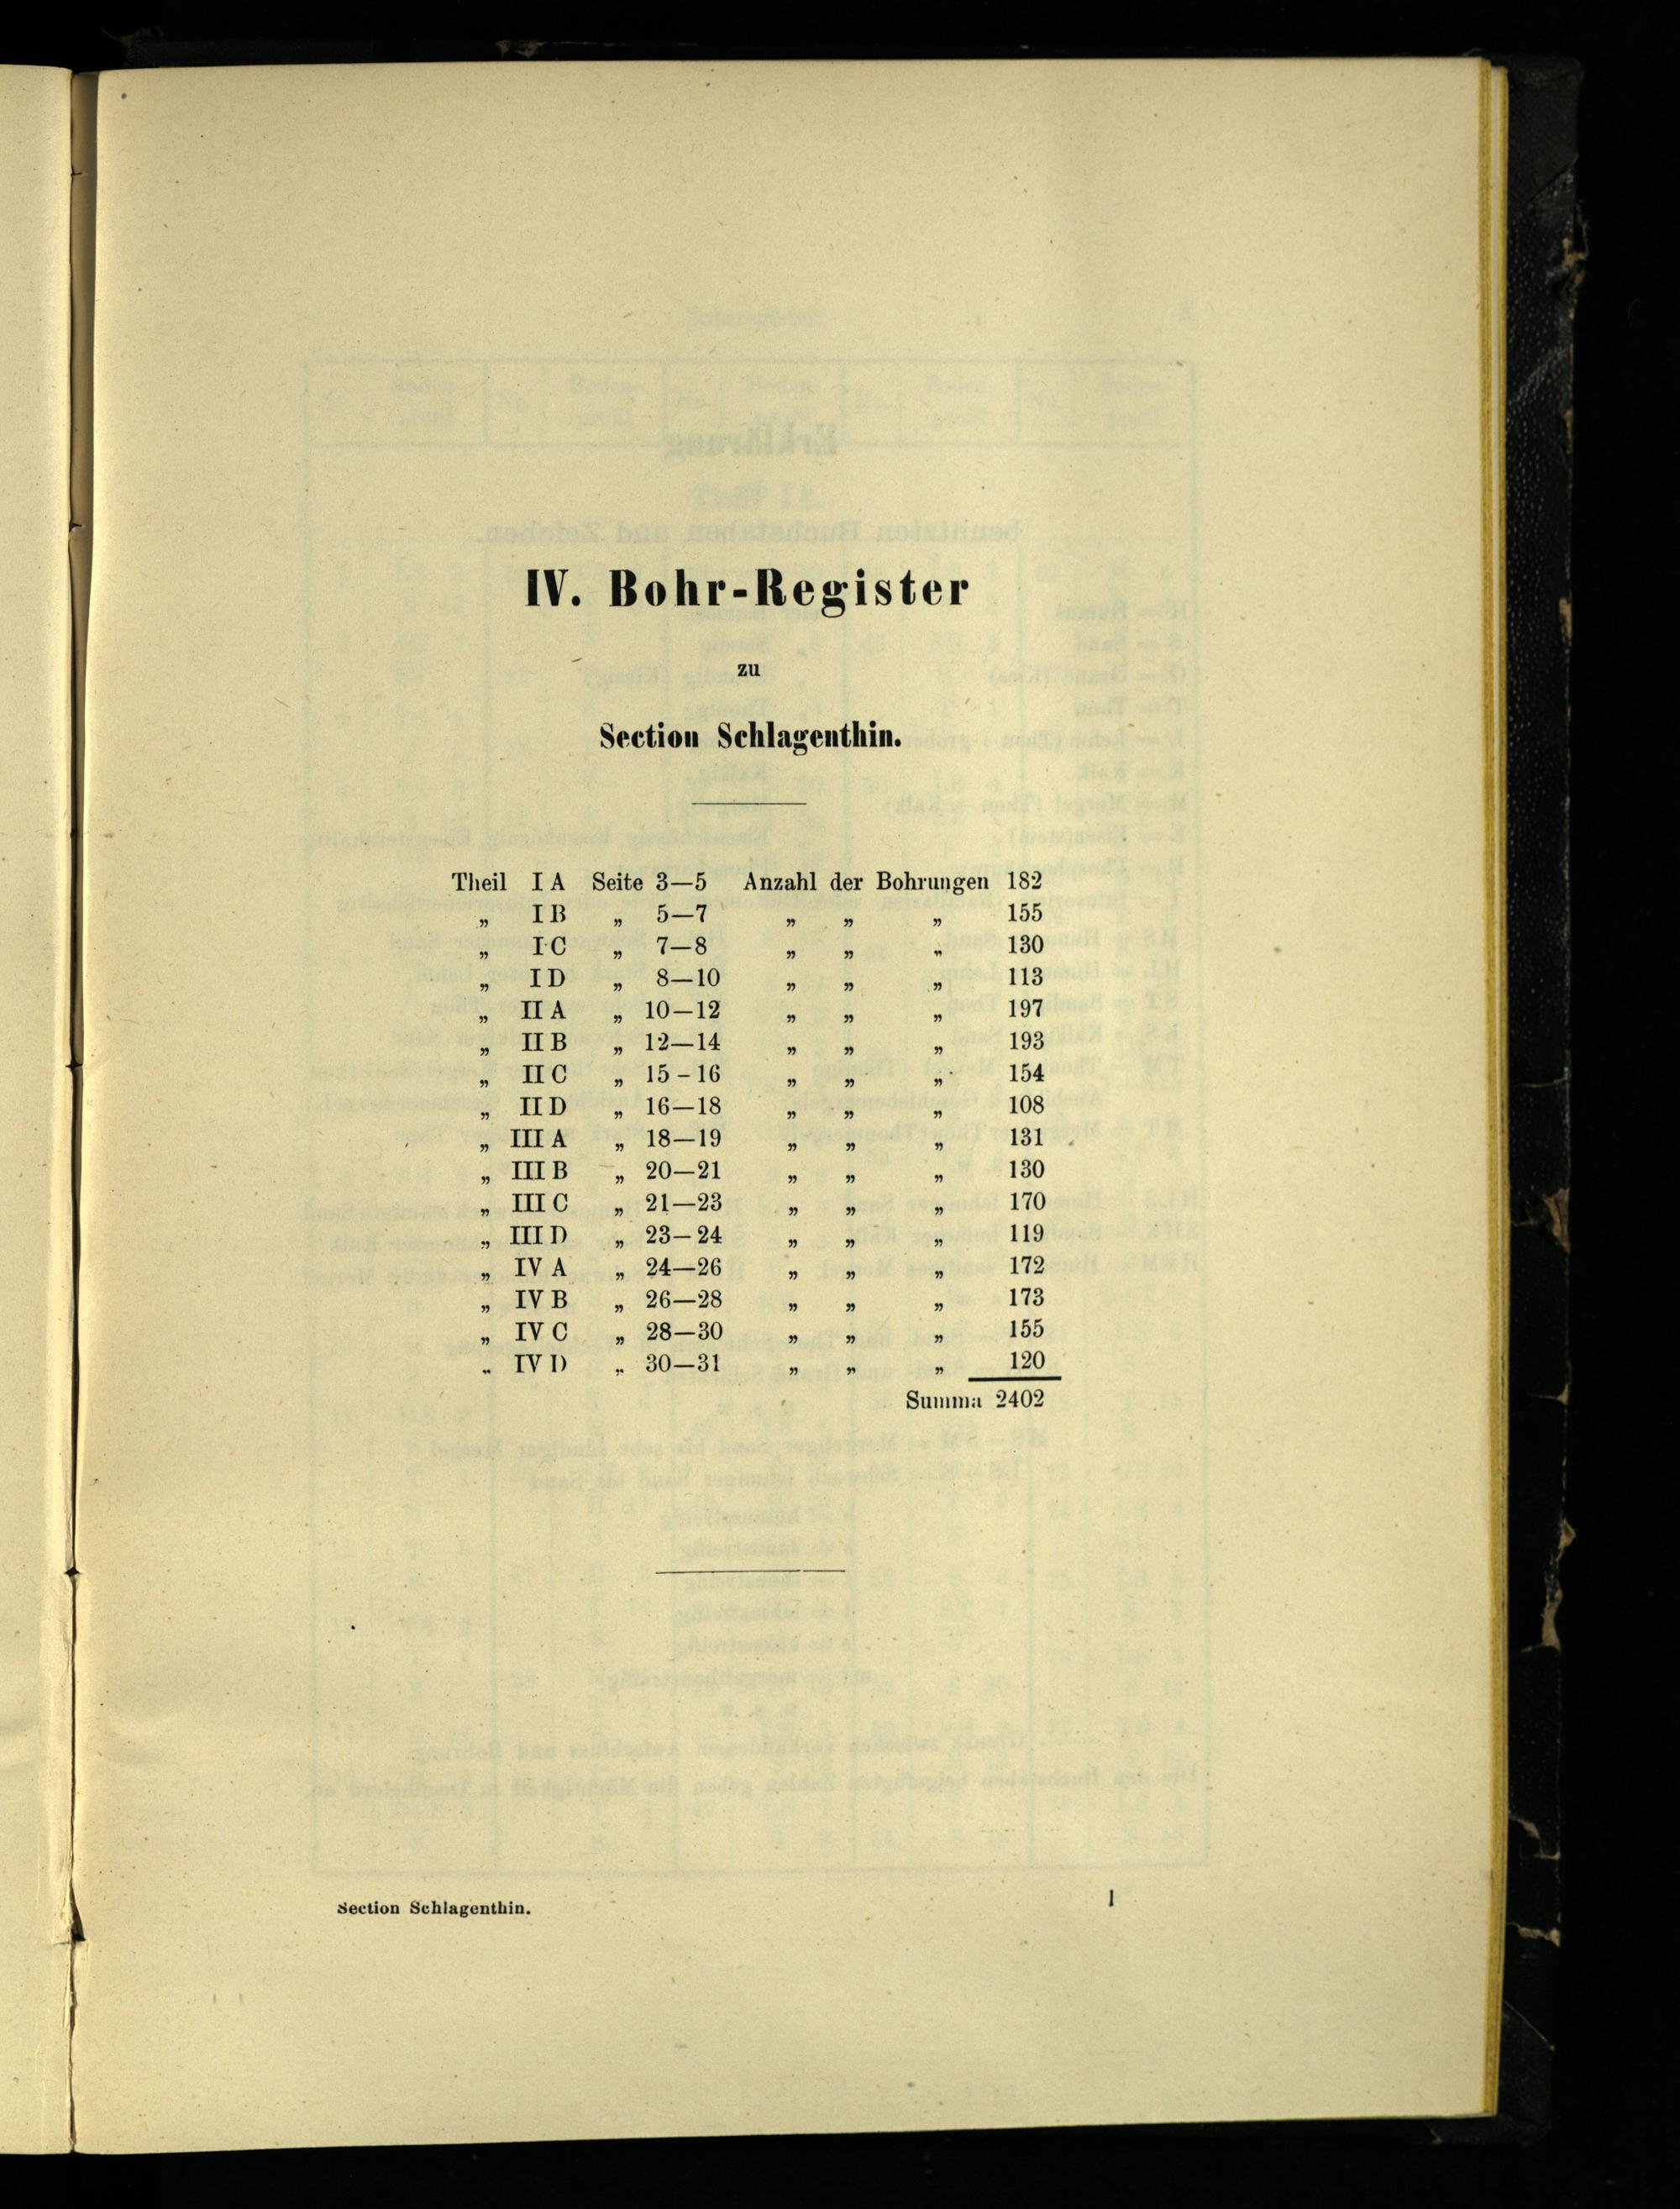 IV. Bohr-Register
zu
Section Schlagenthin.
Theil I A Seite 3—5 Anzahl der Bohrungen 182
„ I B „ 5—7 „ „ „ 155
„ I C „ 7—8 „ „ „ 130
„ I D „ 8—10 „ „ „ 113
„ II A „ 10—12 „ „ „ 197
„ II B „ 12—14 „ „ „ 193
„ II C „ 15-16 „ „ „ 154
„ II D „ 16—18 „ „ „ 108
„ III A „ 18—19 „ „ „ 131
„ III B „ 20—21 „ „ „ 130
„ III C „ 21—23 „ „ „ 170
„ III D „ 23—24 „ „ „ 119
„ IV A „ 24—26 „ „ „ 172
„ IV B „ 26—28 „ „ „ 173
„ IV C „ 28—30 „ „ „ 155
„ IV D „ 30—31 „ „ „ 120
Summa 2402
Section Schlagenthin. 1